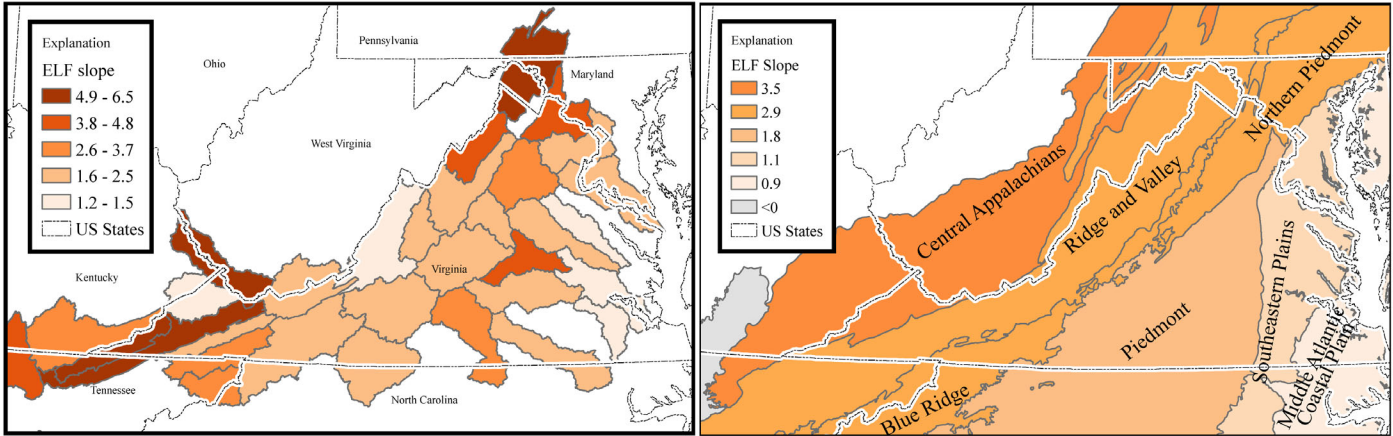 Explanation
ELF slope
4.9 - 6.5
3.8 - 4.8
2.6 - 3.7
1.6 - 2.5
1.2 - 1.5
US States
Pennsylvania
Ohio
Maryland
West Virginia
Kentucky
Virginia
Tennessee
North Carolina
Explanation
ELF Slope
3.5
2.9
1.8
1.1
0.9
<0
US States
Northern Piedmont
Central Appalachians
Ridge and Valley
Piedmont
Southeastern Plains
Middle Atlantic
Coastal Plain
Blue Ridge